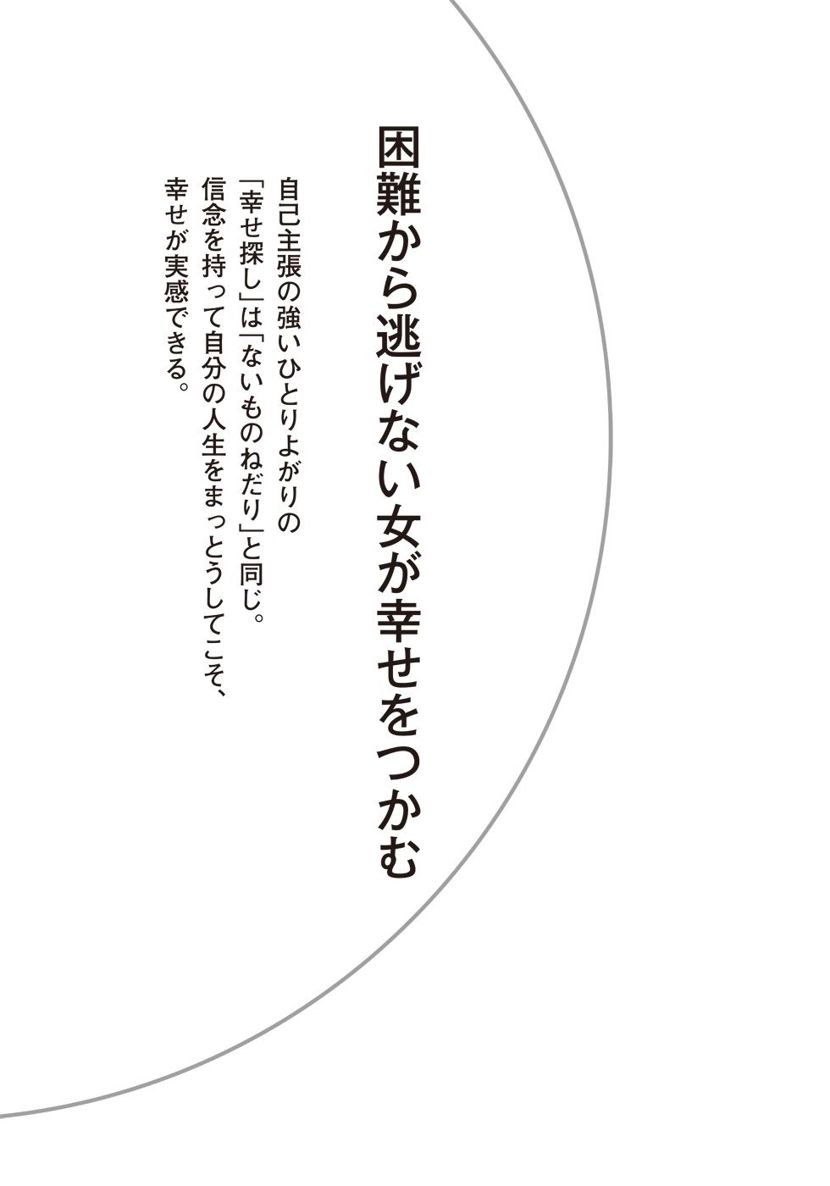 困難から逃げない女が幸せをつかむ
自己主張の強いひとりよがりの
「幸せ探し」は「ないものねだり」と同じ。
信念を持って自分の人生をまっとうしてこそ、
幸せが実感できる。